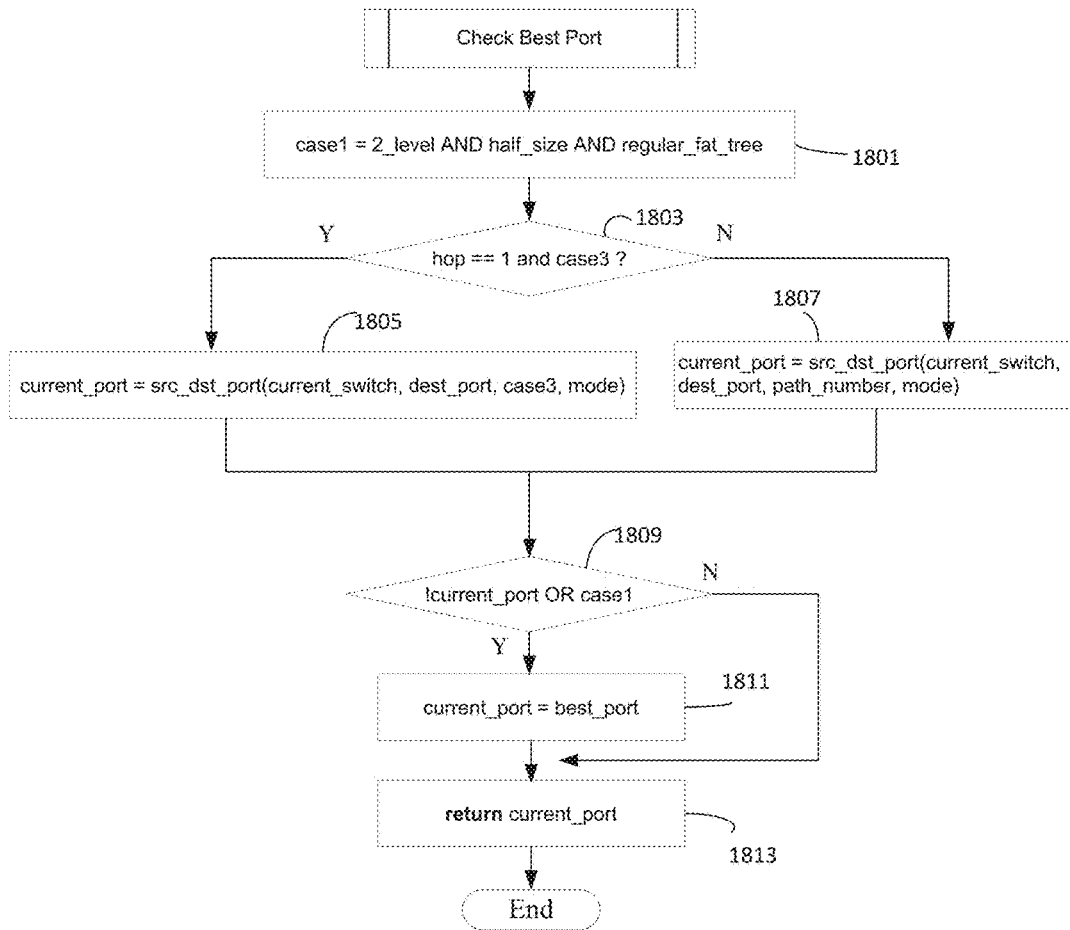 Check Best Port
case1 = 2_level AND half_size AND regular_fat_tree
1801
1803
Y
N
hop == 1 and case3 ?
1805
1807
current_port = src_dst_port(current_switch, dest_port, case3, mode)
current_port = src_dst_port(current_switch,
dest_port, path_number, mode)
1809
N
!current_port OR case1
Y
1811
current_port = best_port
return current_port
1813
End